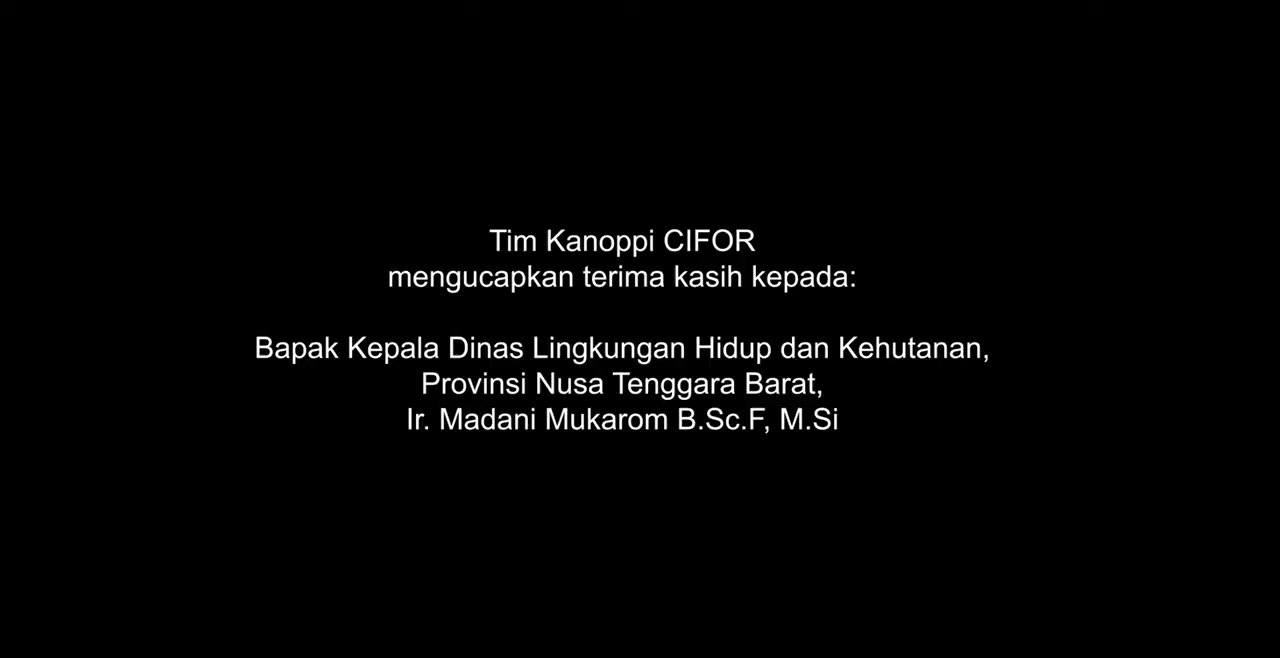 Tim Kanoppi CIFOR
mengucapkan terima kasih kepada:
Bapak Kepala Dinas Lingkungan Hidup dan Kehutanan,
Provinsi Nusa Tenggara Barat,
Ir. Madani Mukarom B.Sc.F, M.Si